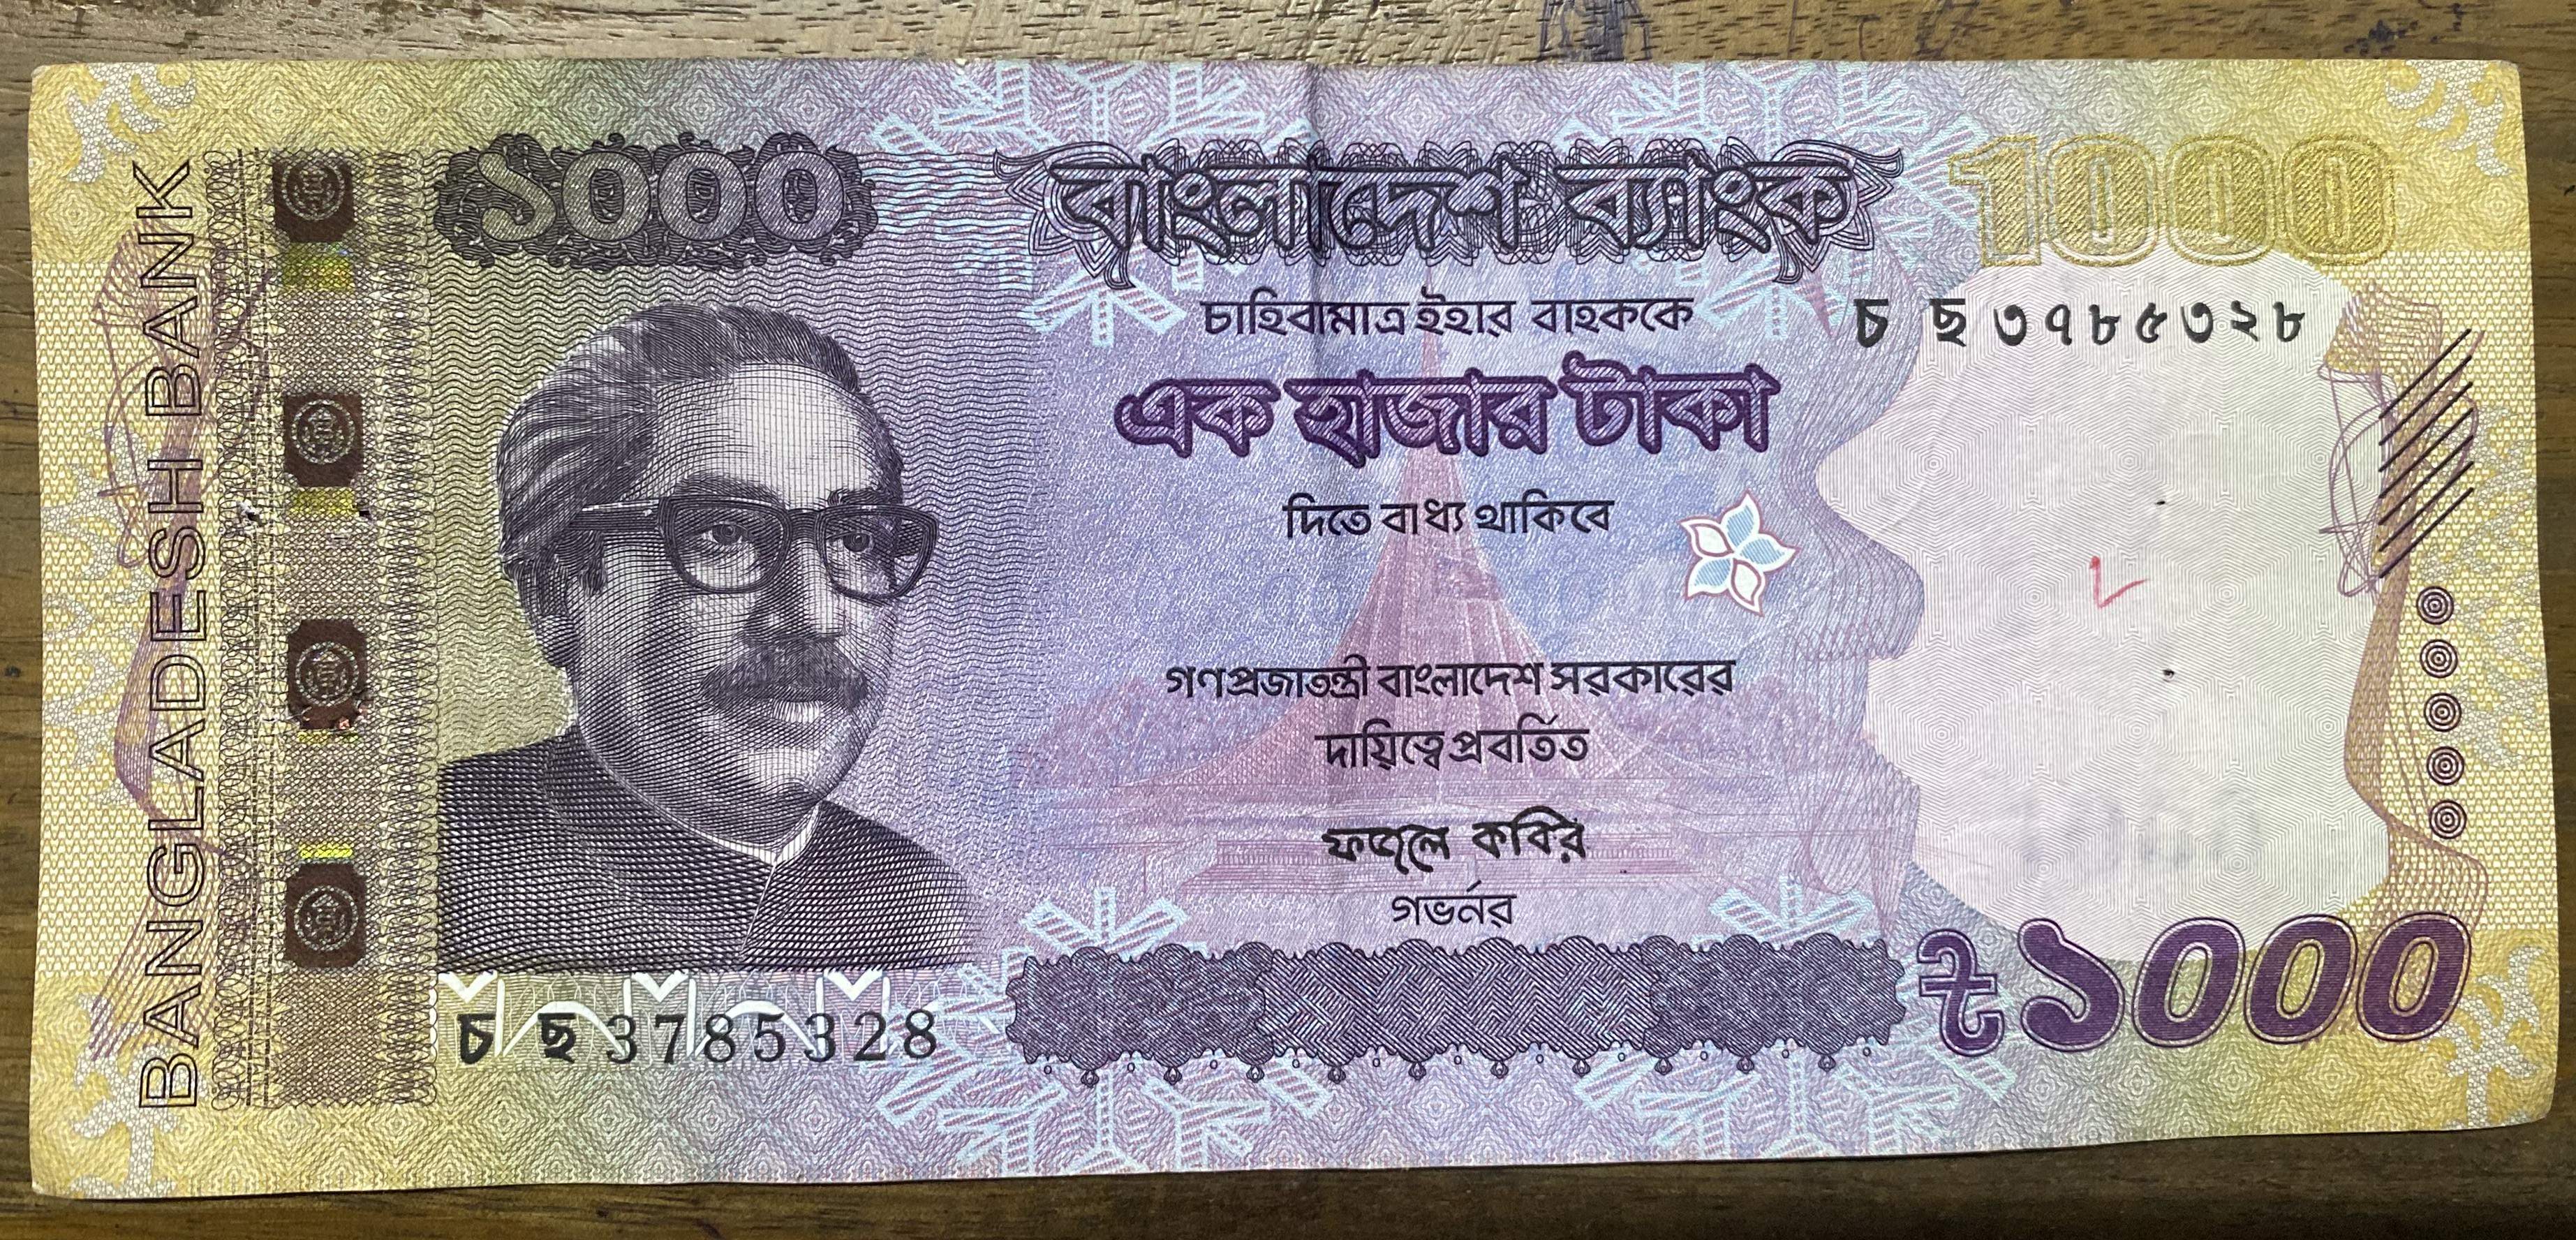 BANGLADESH BANK
১০০০
বাংলাদেশ ব্যাংক
1000
চাহিবামাত্র ইহার বাহককে
চ ছ ৩৭৮৫৩২৮
এক হাজার টাকা
দিতে বাধ্য থাকিবে
গণপ্রজাতন্ত্রী বাংলাদেশ সরকারের
দায়িত্বে প্রবর্তিত
ফজলে কবির
গভর্নর
চ ছ 3785328
৳১০০০